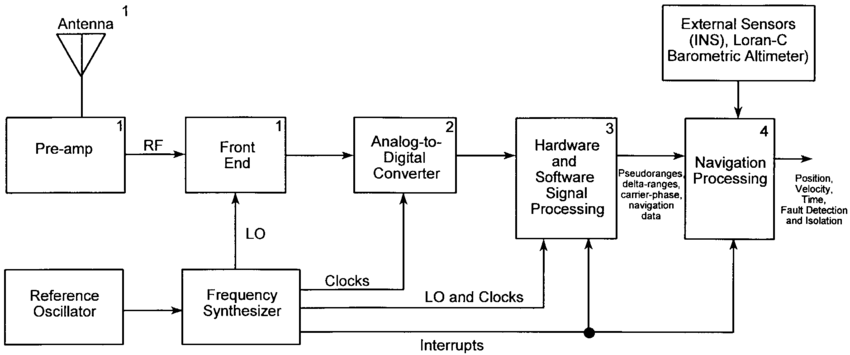 Antenna
1
External Sensors
(INS), Loran-C
Barometric Altimeter)
Pre-amp
1
RF
Front
End
1
Analog-to-
Digital
Converter
2
Hardware
and
Software
Signal
Processing
3
Pseudoranges,
delta-ranges,
carrier-phase,
navigation
data
Navigation
Processing
4
Position,
Velocity,
Time,
Fault Detection
and Isolation
LO
Reference
Oscillator
Frequency
Synthesizer
Clocks
LO and Clocks
Interrupts